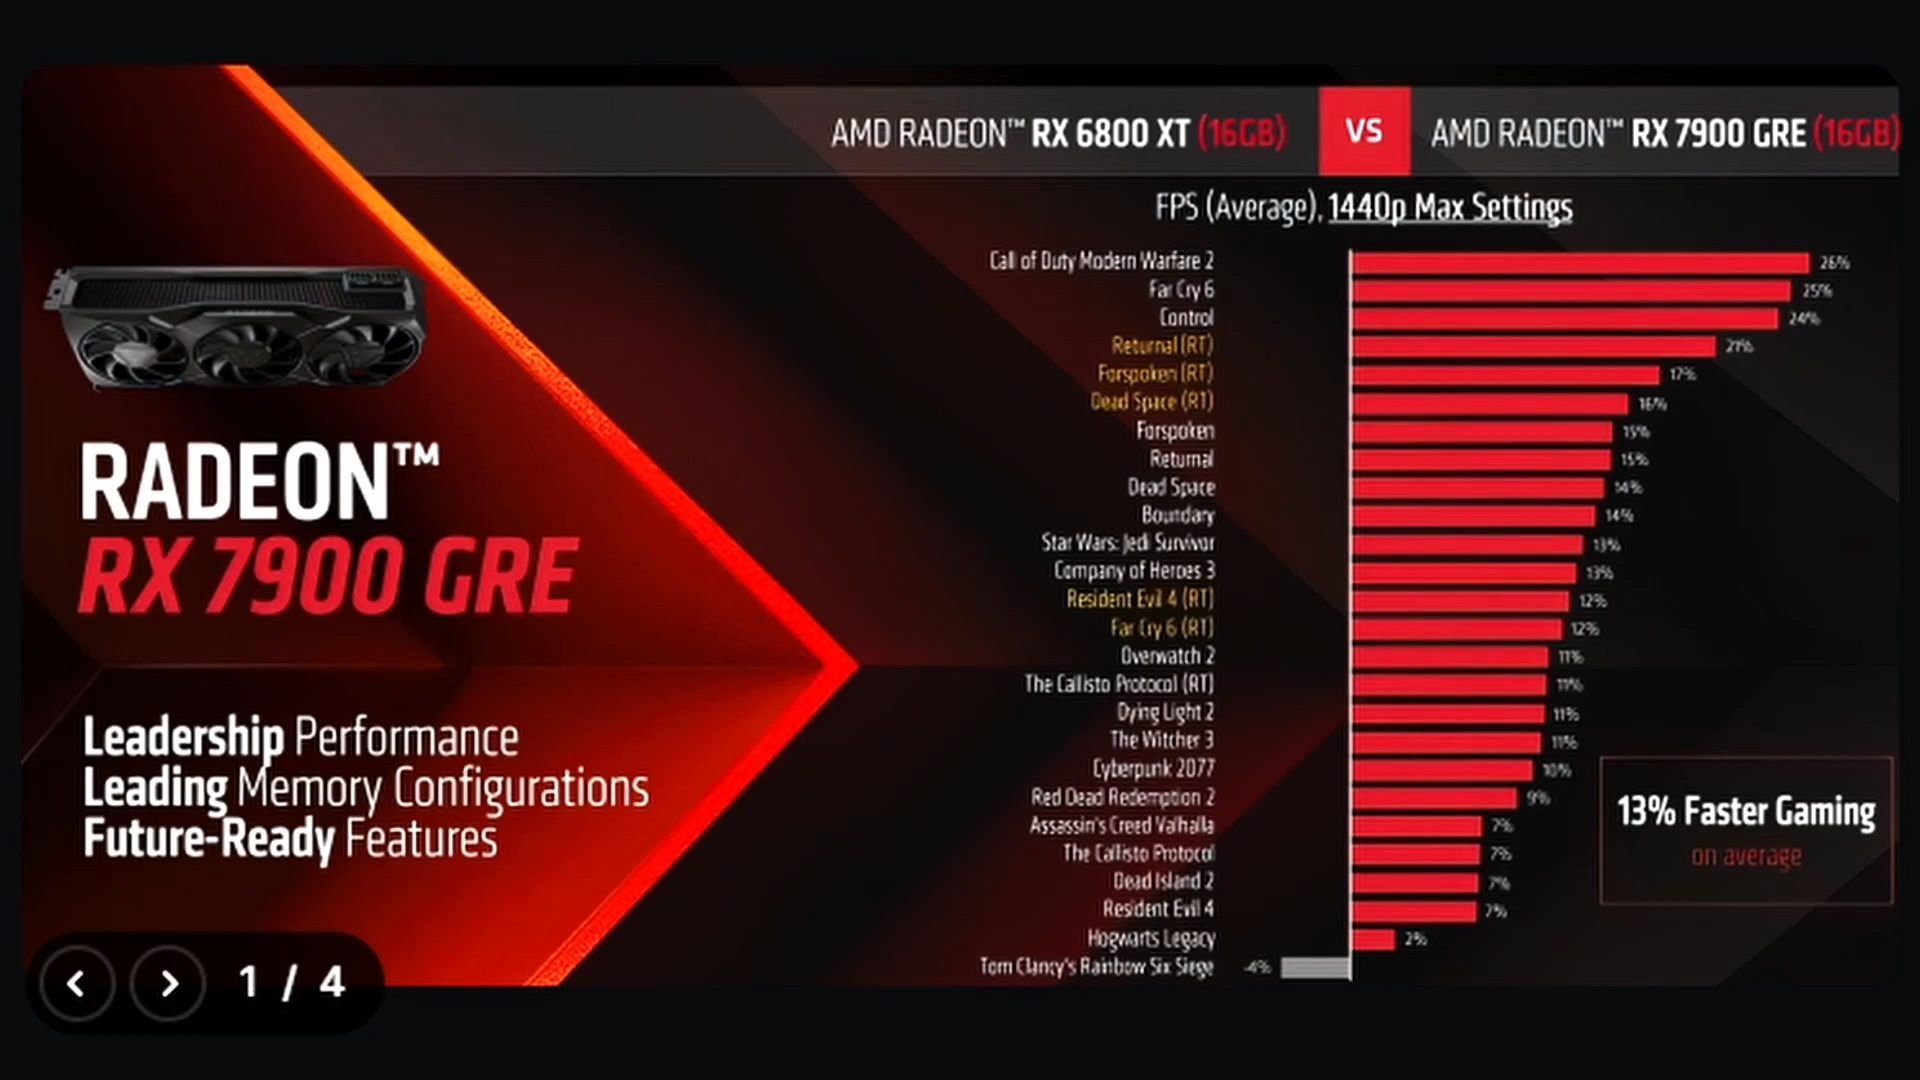 AMD RADEON™ RX 6800 XT (16GB) VS AMD RADEON™ RX 7900 GRE (16GB)
FPS (Average), 1440p Max Settings
Call of Duty Modern Warfare 2 26%
Far Cry 6 25%
Control 24%
Returnal (RT) 21%
Forspoken (RT) 17%
Dead Space (RT) 16%
Forspoken 15%
Returnal 15%
Dead Space 14%
Boundary 14%
Star Wars: Jedi Survivor 13%
Company of Heroes 3 13%
Resident Evil 4 (RT) 12%
Far Cry 6 (RT) 12%
Overwatch 2 11%
The Callisto Protocol (RT) 11%
Dying Light 2 11%
The Witcher 3 11%
Cyberpunk 2077 10%
Red Dead Redemption 2 9%
Assassin's Creed Valhalla 7%
The Callisto Protocol 7%
Dead Island 2 7%
Resident Evil 4 7%
Hogwarts Legacy 2%
Tom Clancy's Rainbow Six Siege -4%
13% Faster Gaming
on average
RADEON™
RX 7900 GRE
Leadership Performance
Leading Memory Configurations
Future-Ready Features
1 / 4